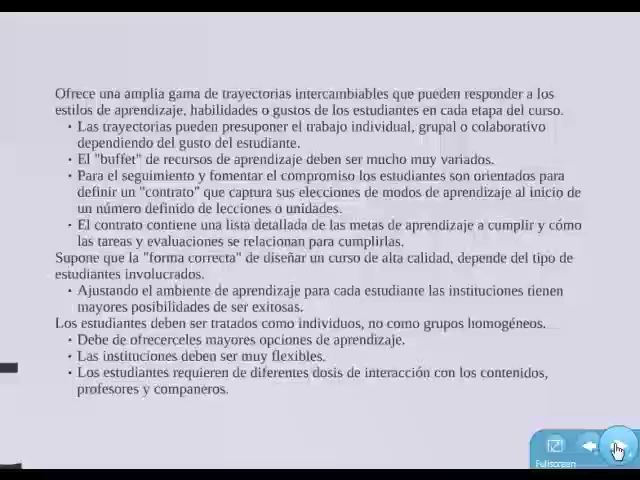 Ofrece una amplia gama de trayectorias intercambiables que pueden responder a los
estilos de aprendizaje, habilidades o gustos de los estudiantes en cada etapa del curso.
• Las trayectorias pueden presuponer el trabajo individual, grupal o colaborativo
dependiendo del gusto del estudiante.
• El "buffet" de recursos de aprendizaje deben ser mucho muy variados.
• Para el seguimiento y fomentar el compromiso los estudiantes son orientados para
definir un "contrato" que captura sus elecciones de modos de aprendizaje al inicio de
un número definido de lecciones o unidades.
• El contrato contiene una lista detallada de las metas de aprendizaje a cumplir y cómo
las tareas y evaluaciones se relacionan para cumplirlas.
Supone que la "forma correcta" de diseñar un curso de alta calidad, depende del tipo de
estudiantes involucrados.
• Ajustando el ambiente de aprendizaje para cada estudiante las instituciones tienen
mayores posibilidades de ser exitosas.
Los estudiantes deben ser tratados como individuos, no como grupos homogéneos.
• Debe de ofrecerceles mayores opciones de aprendizaje.
• Las instituciones deben ser muy flexibles.
• Los estudiantes requieren de diferentes dosis de interacción con los contenidos,
profesores y companeros.
Fullscreen